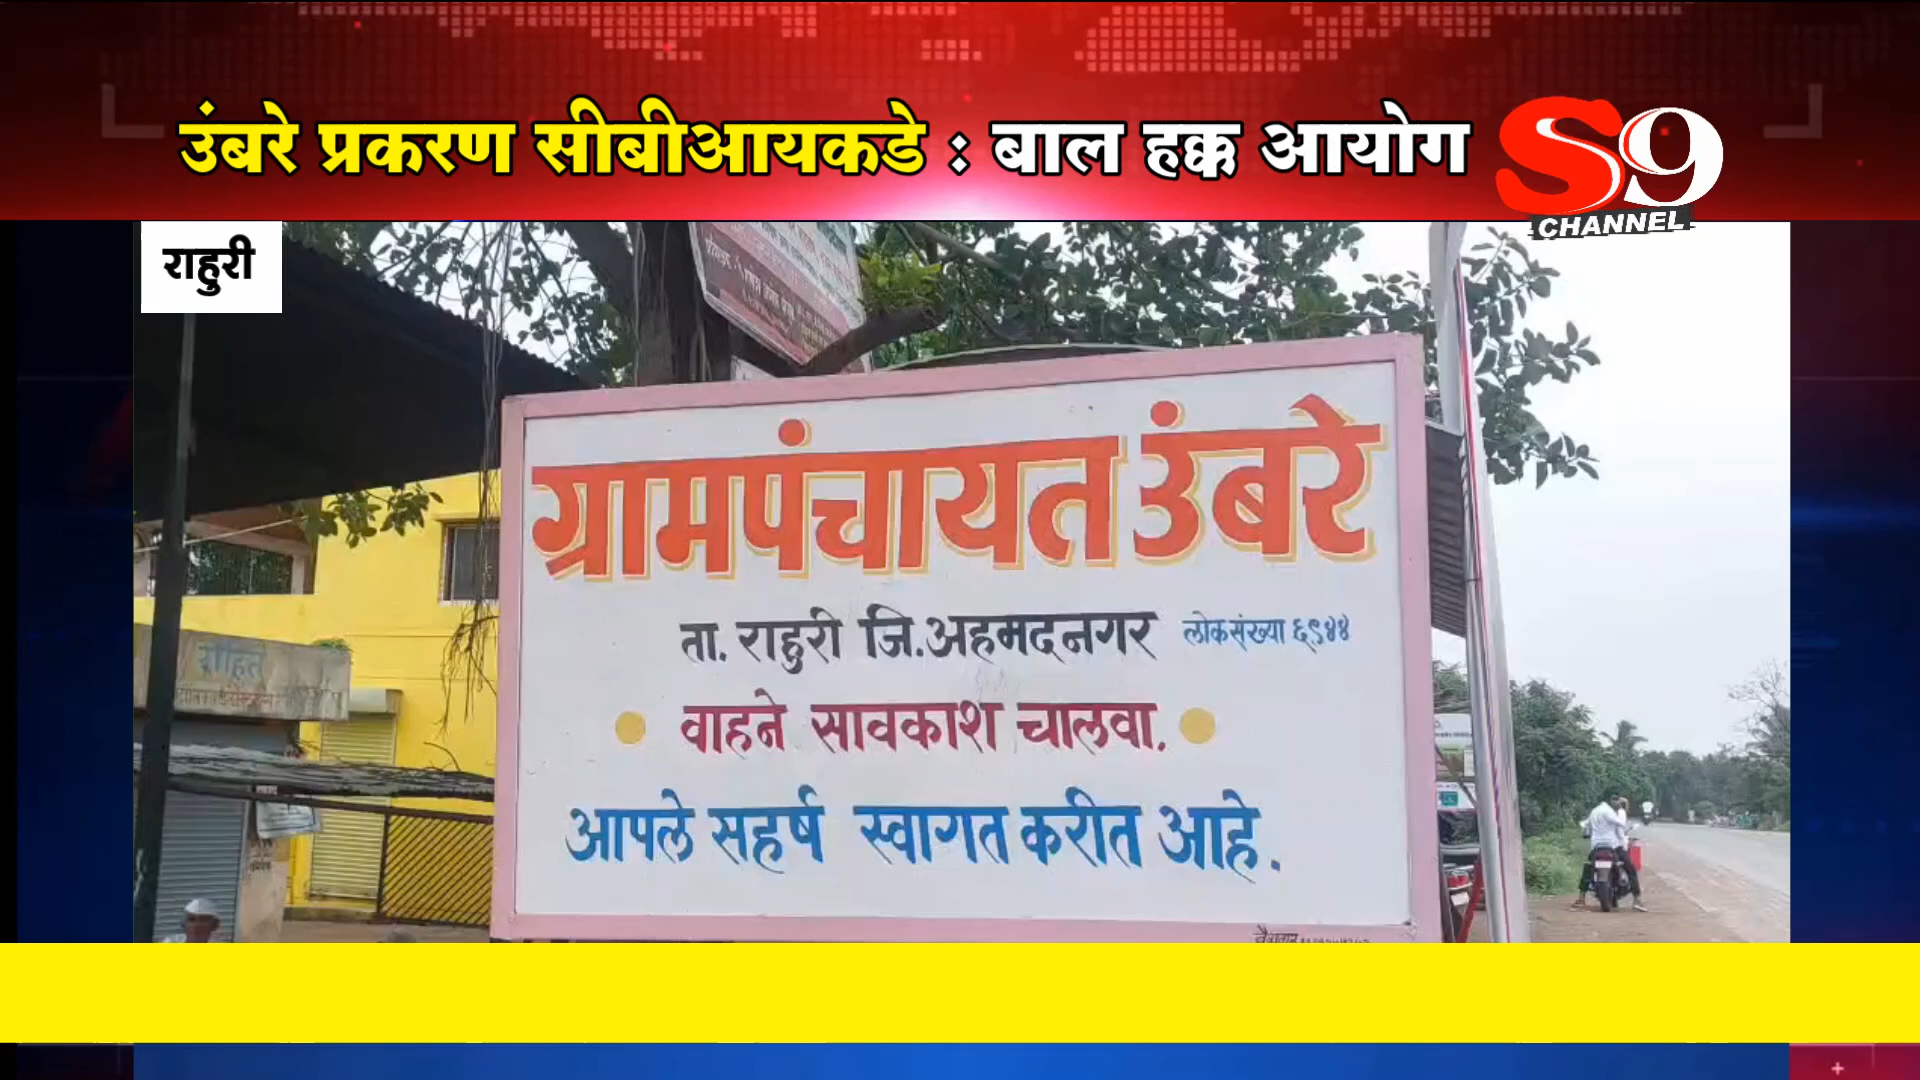 उंबरे प्रकरण सीबीआयकडे : बाल हक्क आयोग
S9
CHANNEL
राहुरी
ग्रामपंचायत उंबरे
ता. राहुरी जि. अहमदनगर लोकसंख्या ६९४४
वाहने सावकाश चालवा.
आपले सहर्ष स्वागत करीत आहे.
रोहित